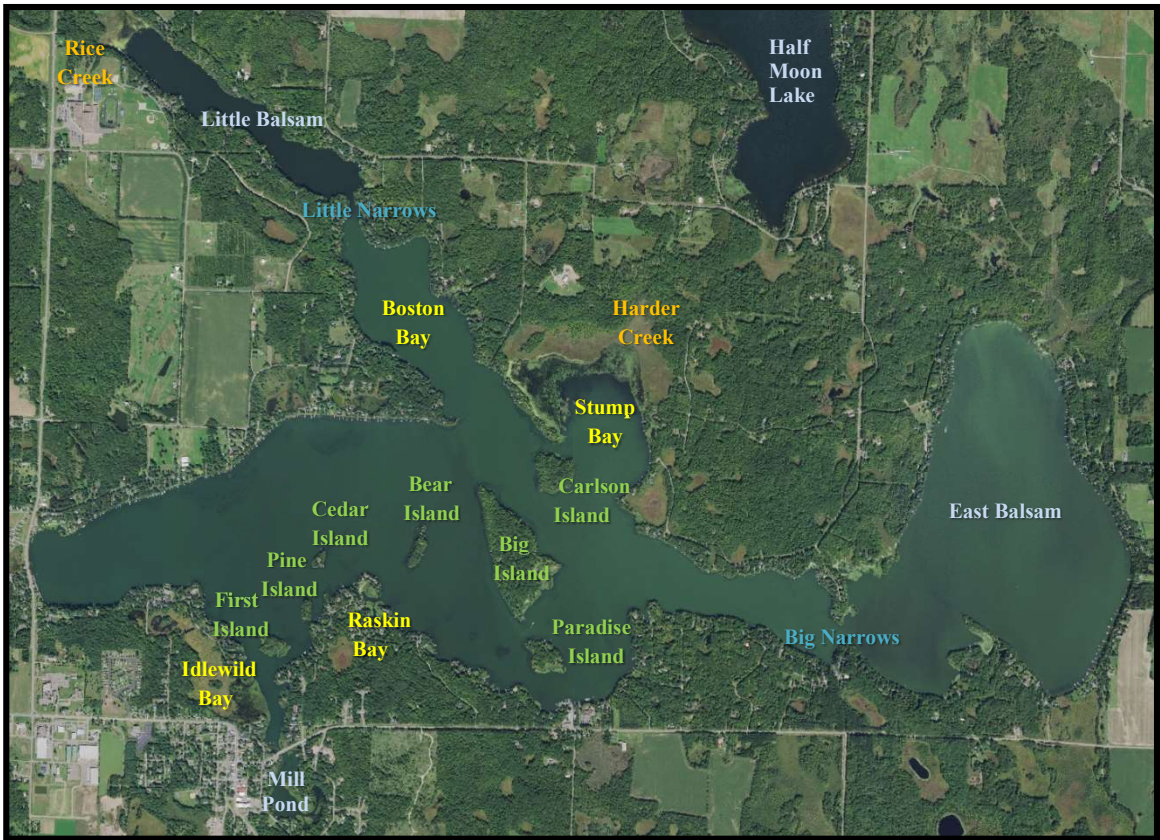 Rice
Creek
Half
Moon
Lake
Little Balsam
Little Narrows
Boston
Bay
Harder
Creek
Stump
Bay
Bear
Island
Carlson
Island
Cedar
Island
East Balsam
Big
Island
Pine
Island
First
Island
Raskin
Bay
Paradise
Island
Big Narrows
Idlewild
Bay
Mill
Pond